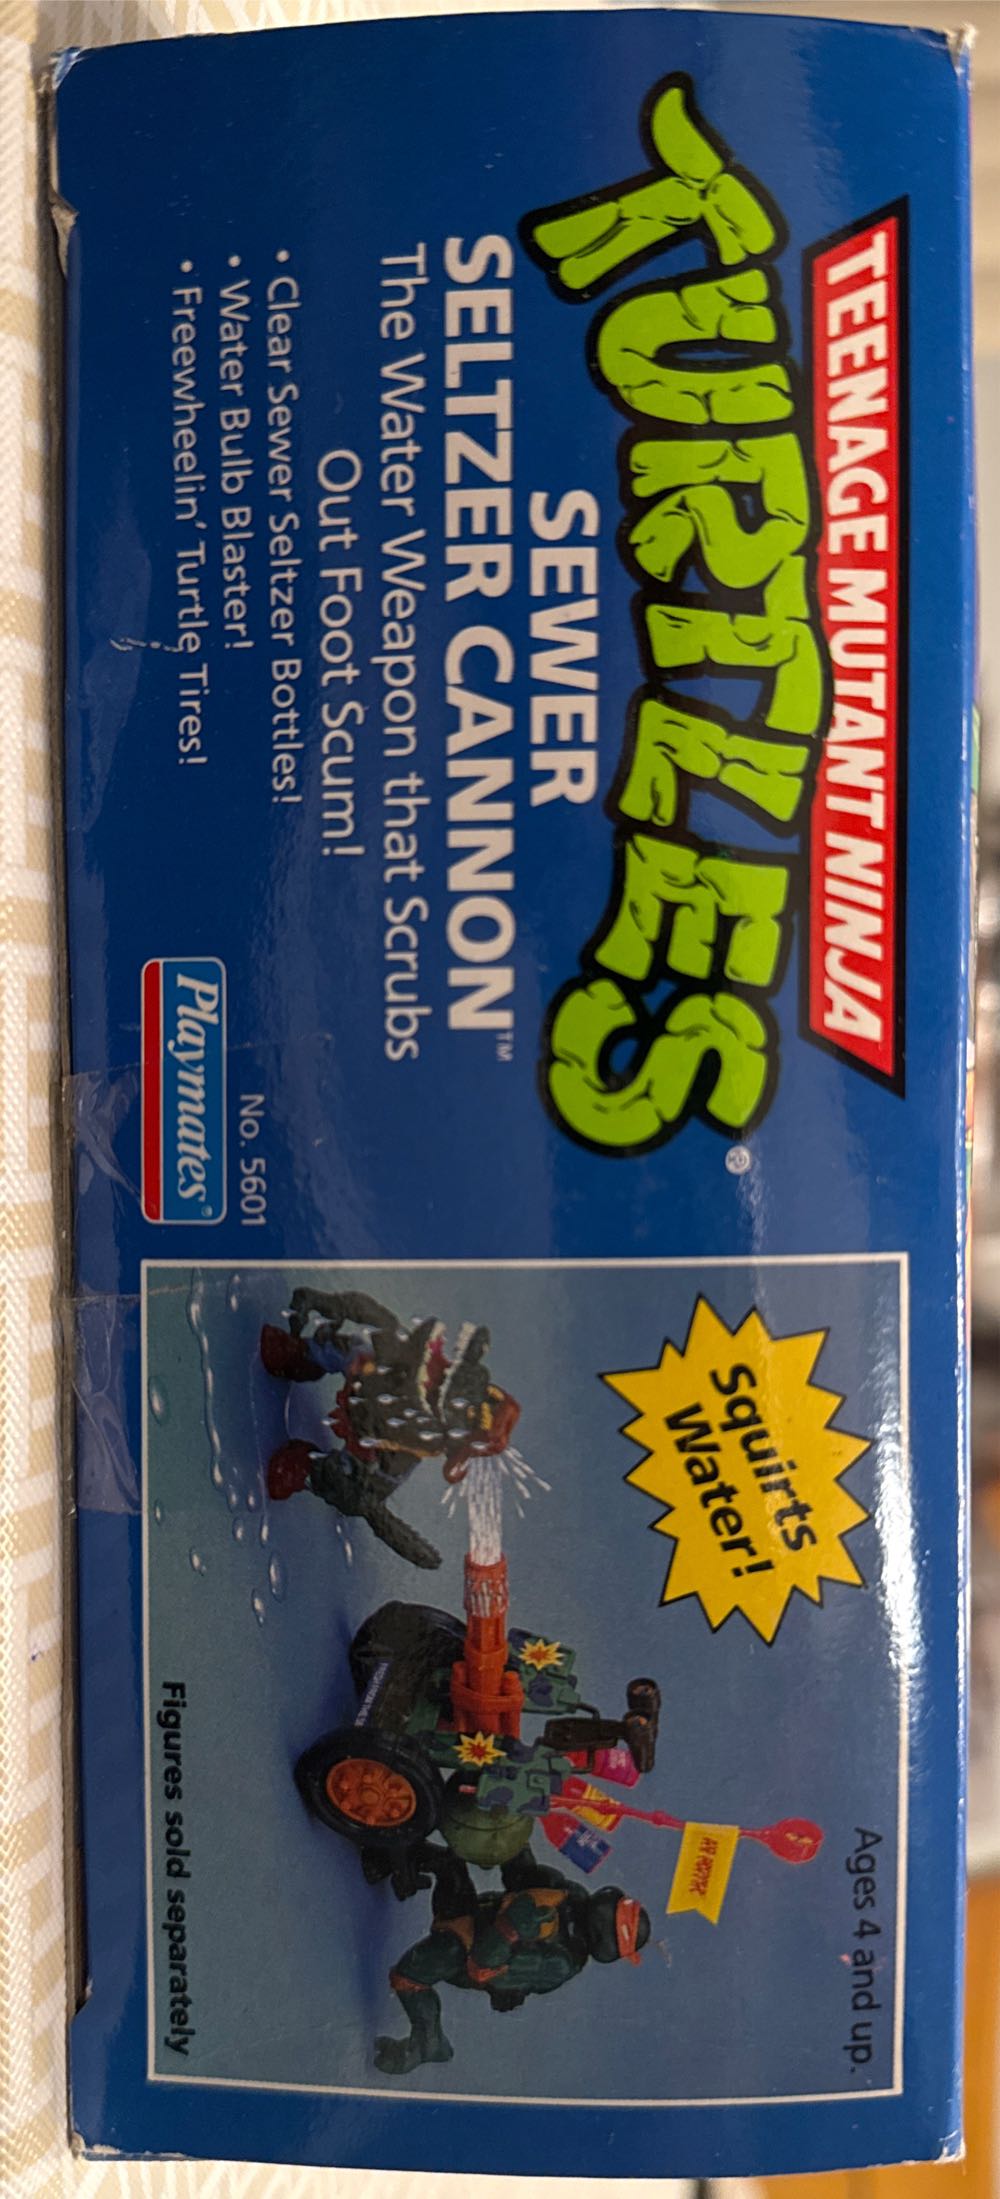 TEENAGE MUTANT NINJA
TURTLES®
SEWER
SELTZER CANNON™
The Water Weapon that Scrubs
Out Foot Scum!
• Clear Sewer Seltzer Bottles!
• Water Bulb Blaster!
• Freewheelin' Turtle Tires!
No. 5601
Playmates®
Ages 4 and up.
Squirts
Water!
Figures sold separately